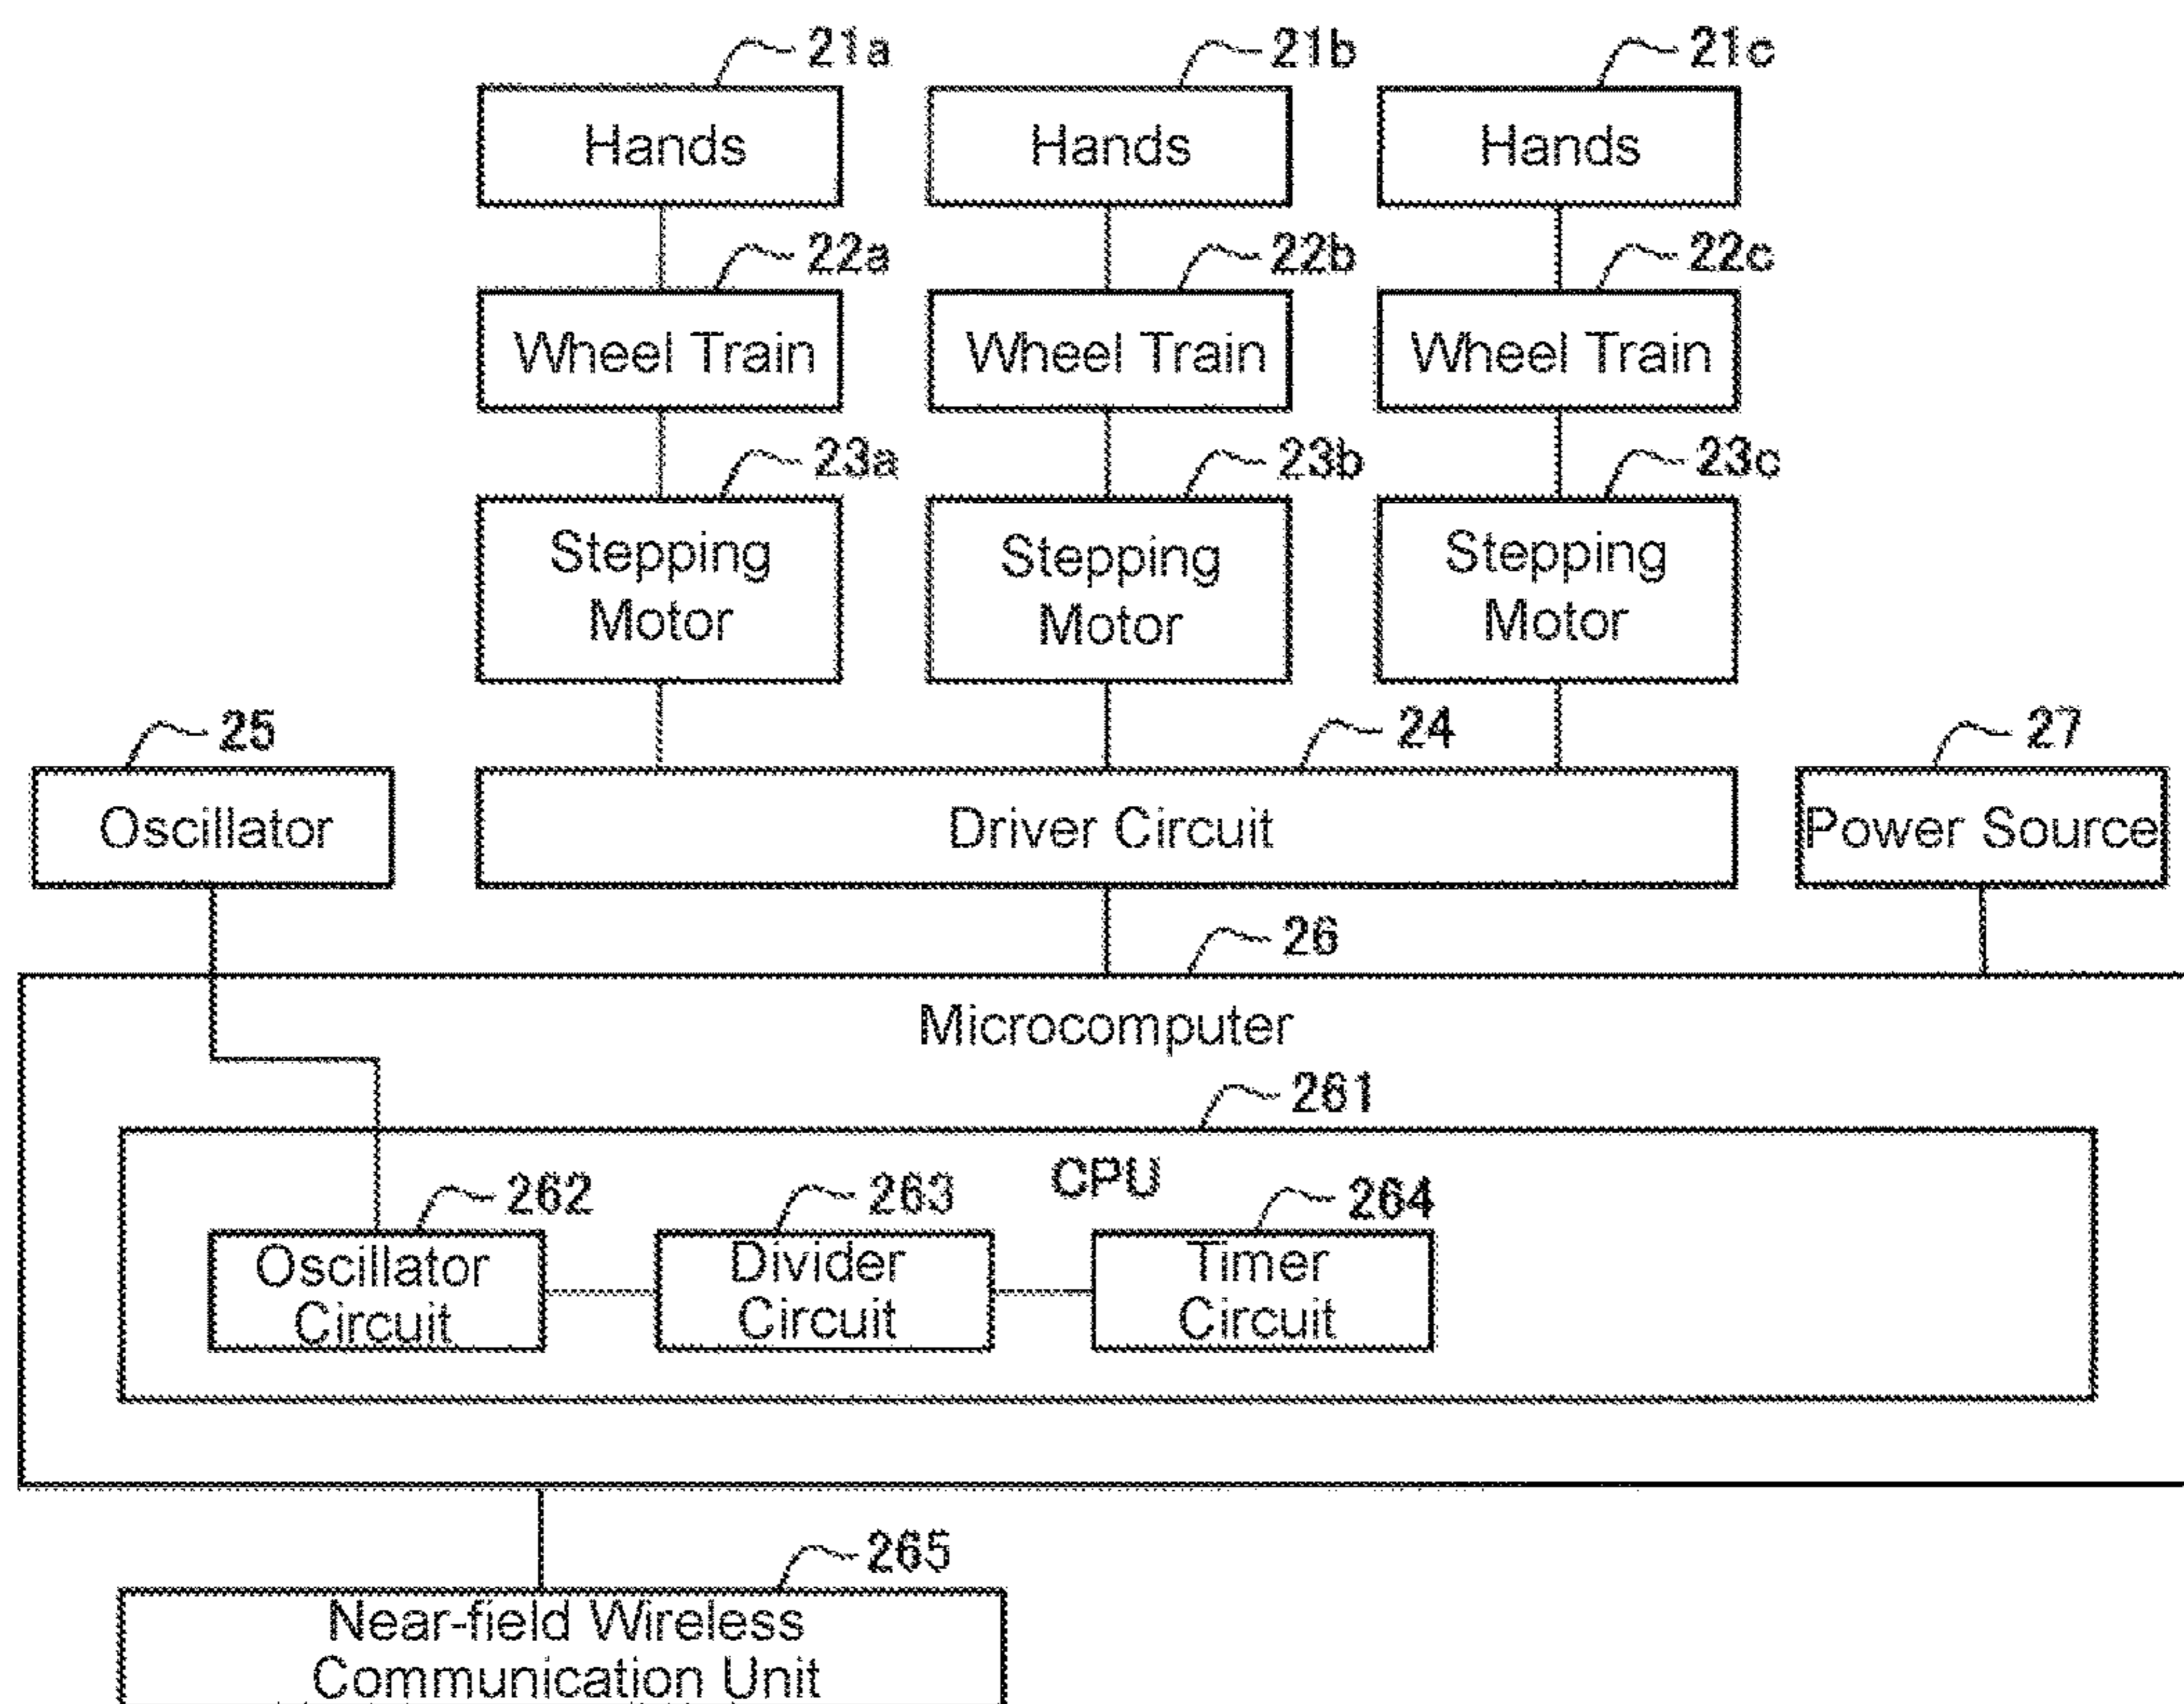 21a 21b 21c
Hands Hands Hands
22a 22b 22c
Wheel Train Wheel Train Wheel Train
23a 23b 23c
Stepping Stepping Stepping
Motor Motor Motor
25 24 27
Oscillator Driver Circuit Power Source
26
Microcomputer
261
CPU
262 263 264
Oscillator Divider Timer
Circuit Circuit Circuit
265
Near-field Wireless
Communication Unit